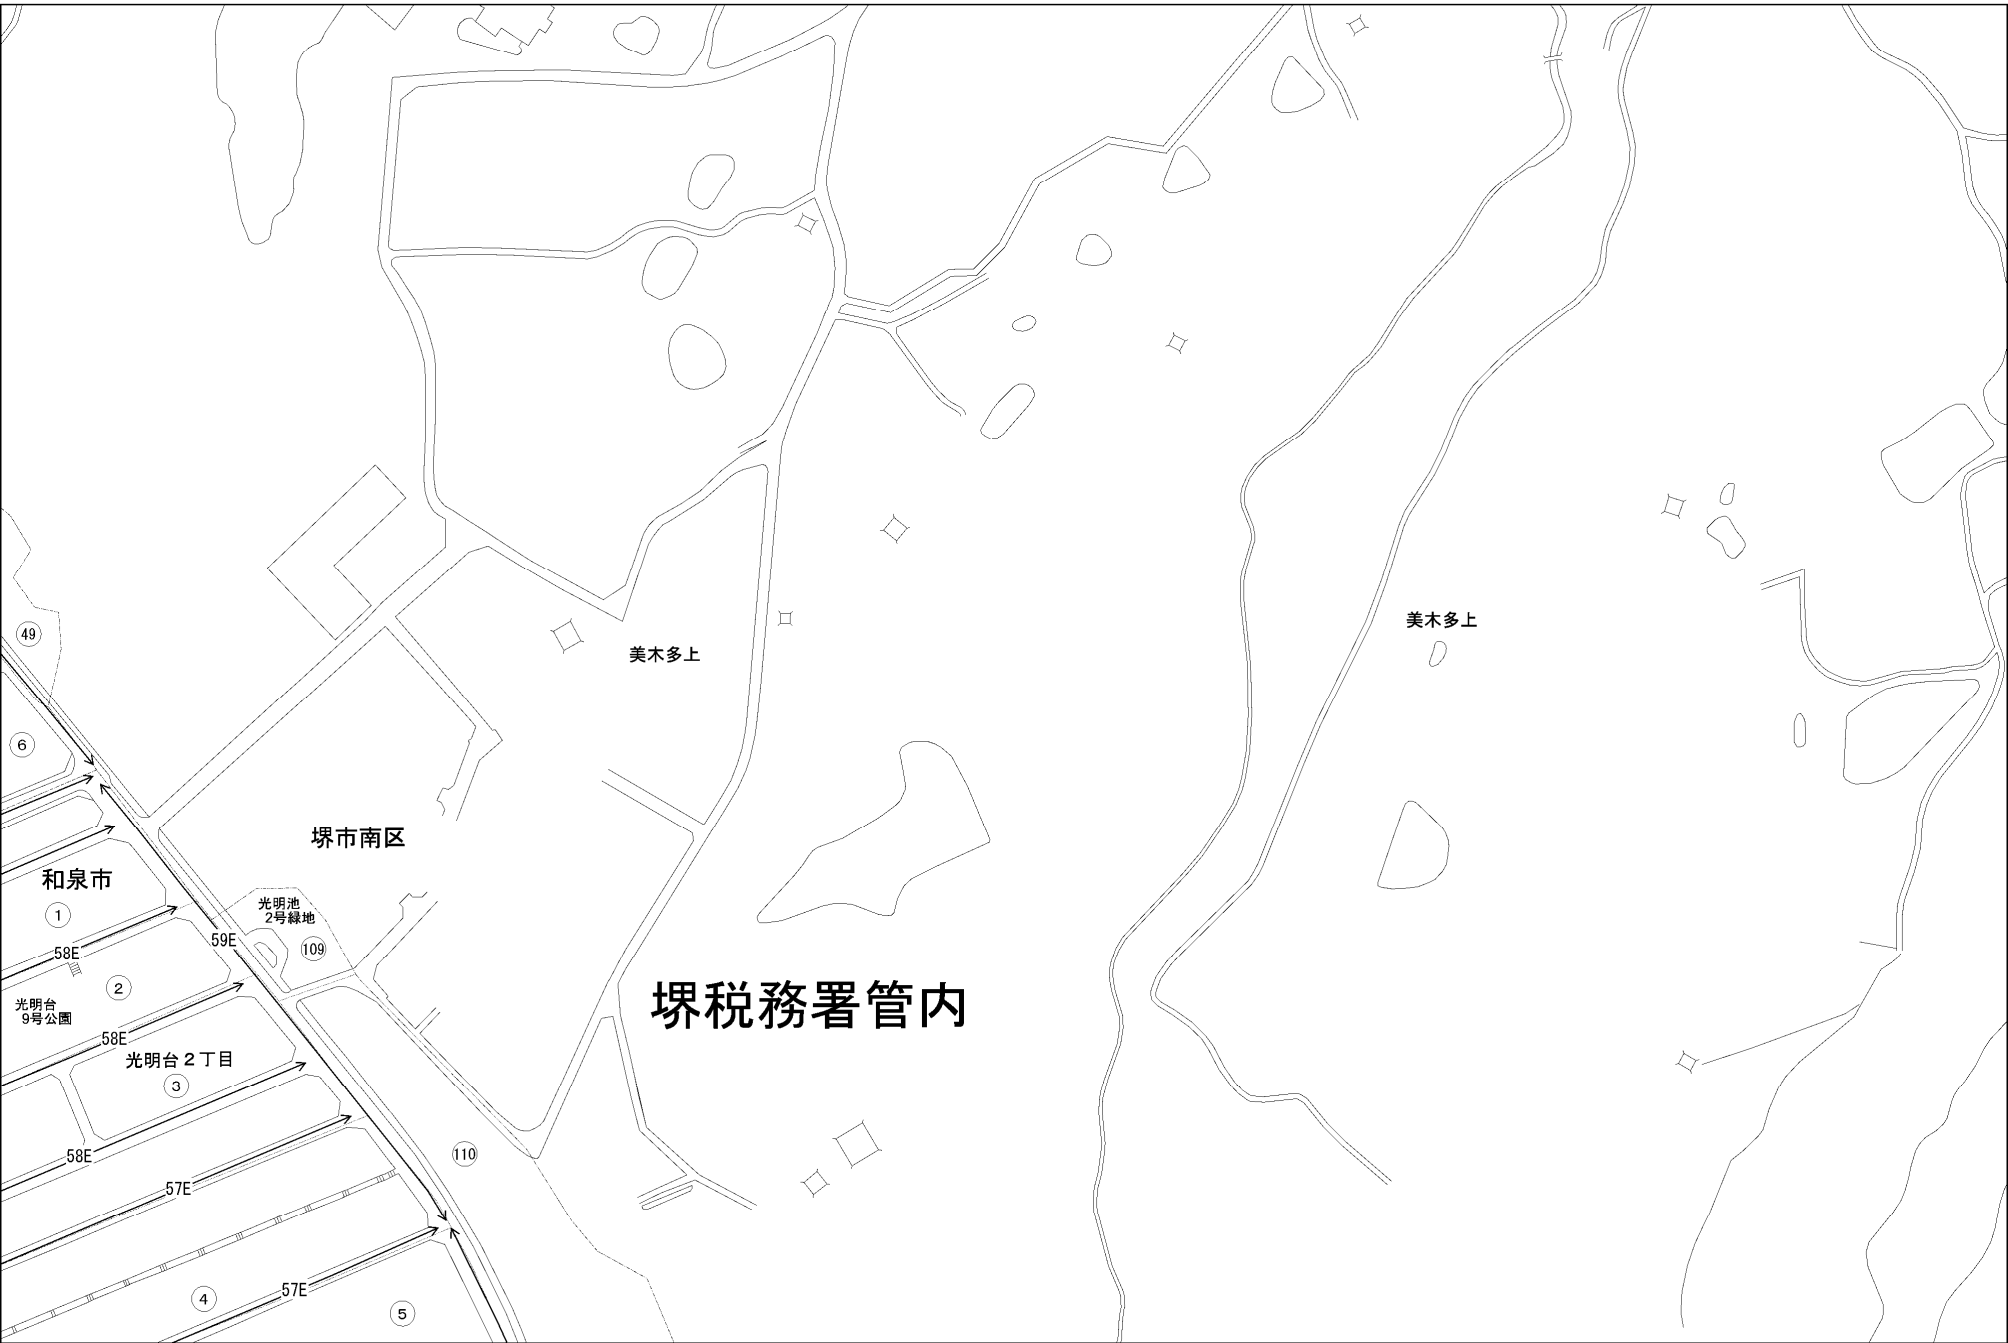 美木多上
49
美木多上
6
堺市南区
和泉市
光明池
2号緑地
1
59E
109
58E
2
堺税務署管内
光明台
9号公園
58E
光明台2丁目
3
110
58E
57E
57E
4
5